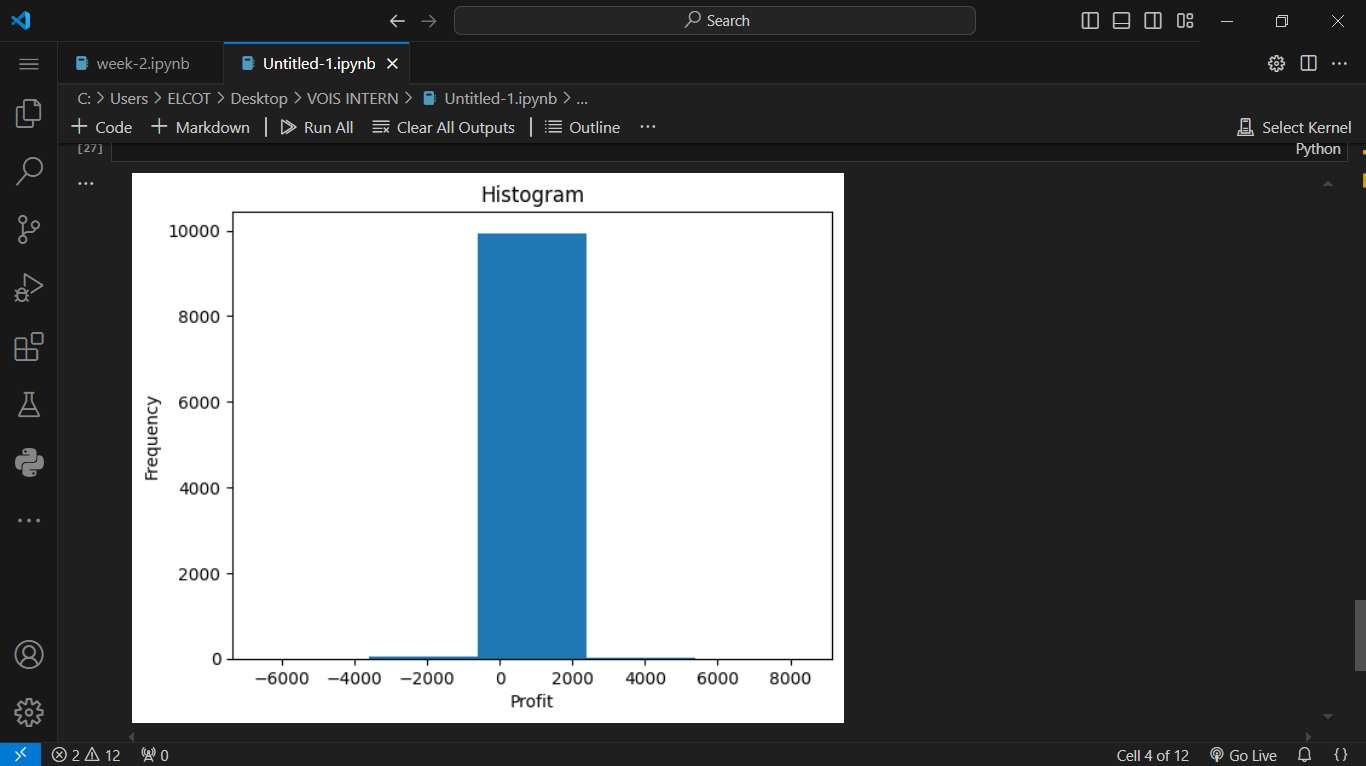 Search
week-2.ipynb
Untitled-1.ipynb
C: > Users > ELCOT > Desktop > VOIS INTERN > Untitled-1.ipynb > ...
+ Code + Markdown | Run All Clear All Outputs | Outline ...
Select Kernel
[27]
Python
...
Histogram
10000
8000
6000
4000
2000
0
Frequency
−6000 −4000 −2000 0 2000 4000 6000 8000
Profit
2 12 0
Cell 4 of 12 Go Live {}